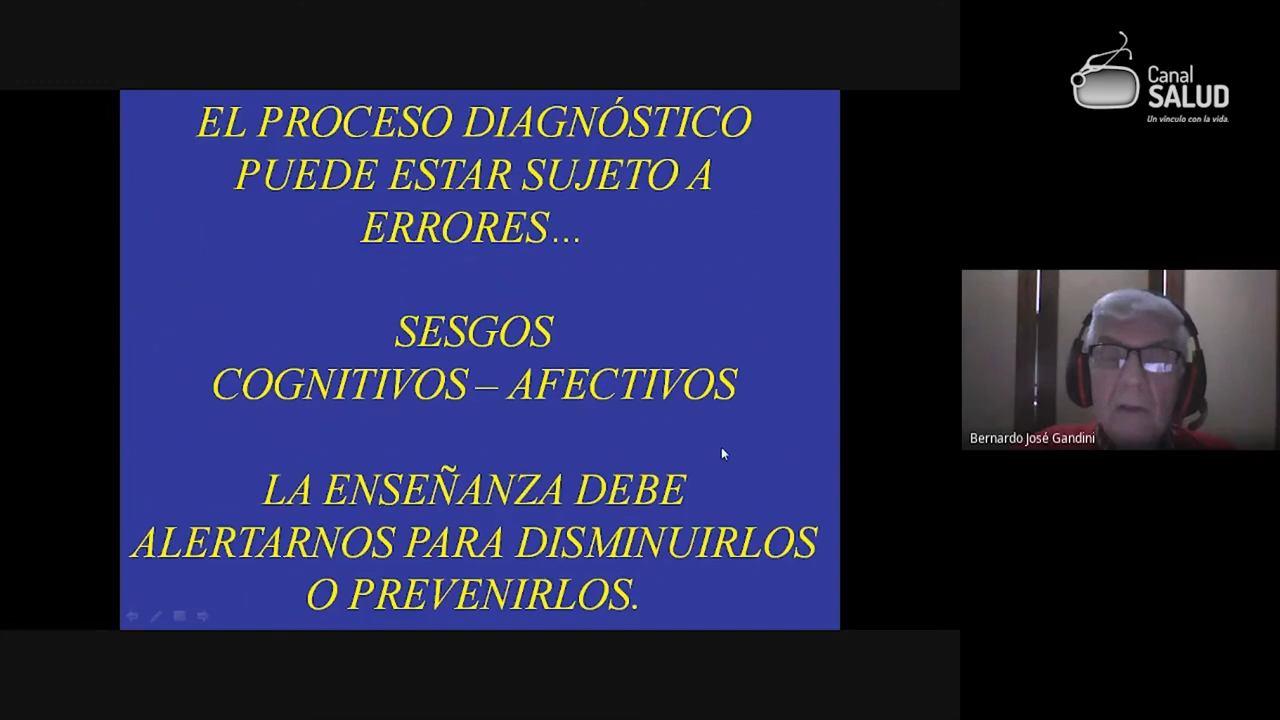 EL PROCESO DIAGNÓSTICO
PUEDE ESTAR SUJETO A
ERRORES...
SESGOS
COGNITIVOS – AFECTIVOS
LA ENSEÑANZA DEBE
ALERTARNOS PARA DISMINUIRLOS
O PREVENIRLOS.
Canal
SALUD
Un vínculo con la vida.
Bernardo José Gandini